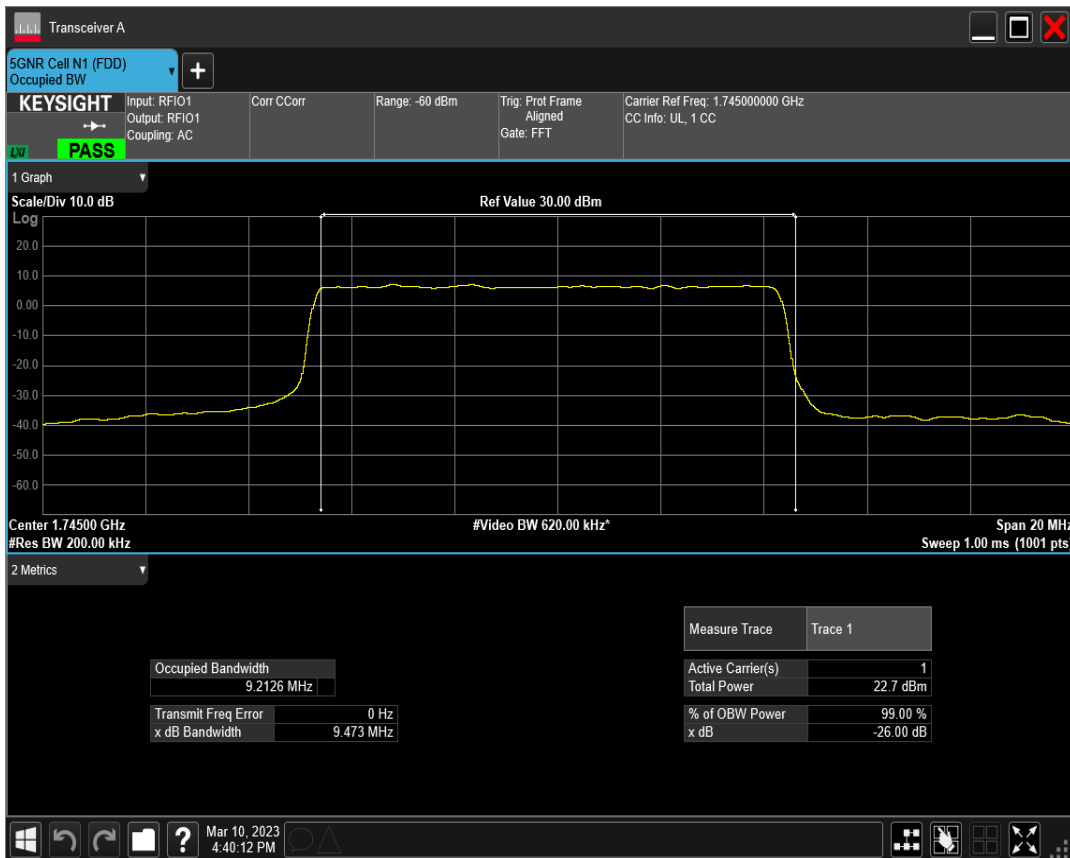 Transceiver A
5GNR Cell N1 (FDD)
Occupied BW
KEYSIGHT
LXI
PASS
Input: RFIO1
Output: RFIO1
Coupling: AC
Corr CCorr
Range: -60 dBm
Trig: Prot Frame
Aligned
Gate: FFT
Carrier Ref Freq: 1.745000000 GHz
CC Info: UL, 1 CC
1 Graph
Scale/Div 10.0 dB
Ref Value 30.00 dBm
Log
20.0
10.0
0.00
-10.0
-20.0
-30.0
-40.0
-50.0
-60.0
Center 1.74500 GHz
#Video BW 620.00 kHz*
Span 20 MHz
#Res BW 200.00 kHz
Sweep 1.00 ms (1001 pts)
2 Metrics
Measure Trace Trace 1
Occupied Bandwidth
9.2126 MHz
Active Carrier(s) 1
Total Power 22.7 dBm
Transmit Freq Error 0 Hz
x dB Bandwidth 9.473 MHz
% of OBW Power 99.00 %
x dB -26.00 dB
?
Mar 10, 2023
4:40:12 PM